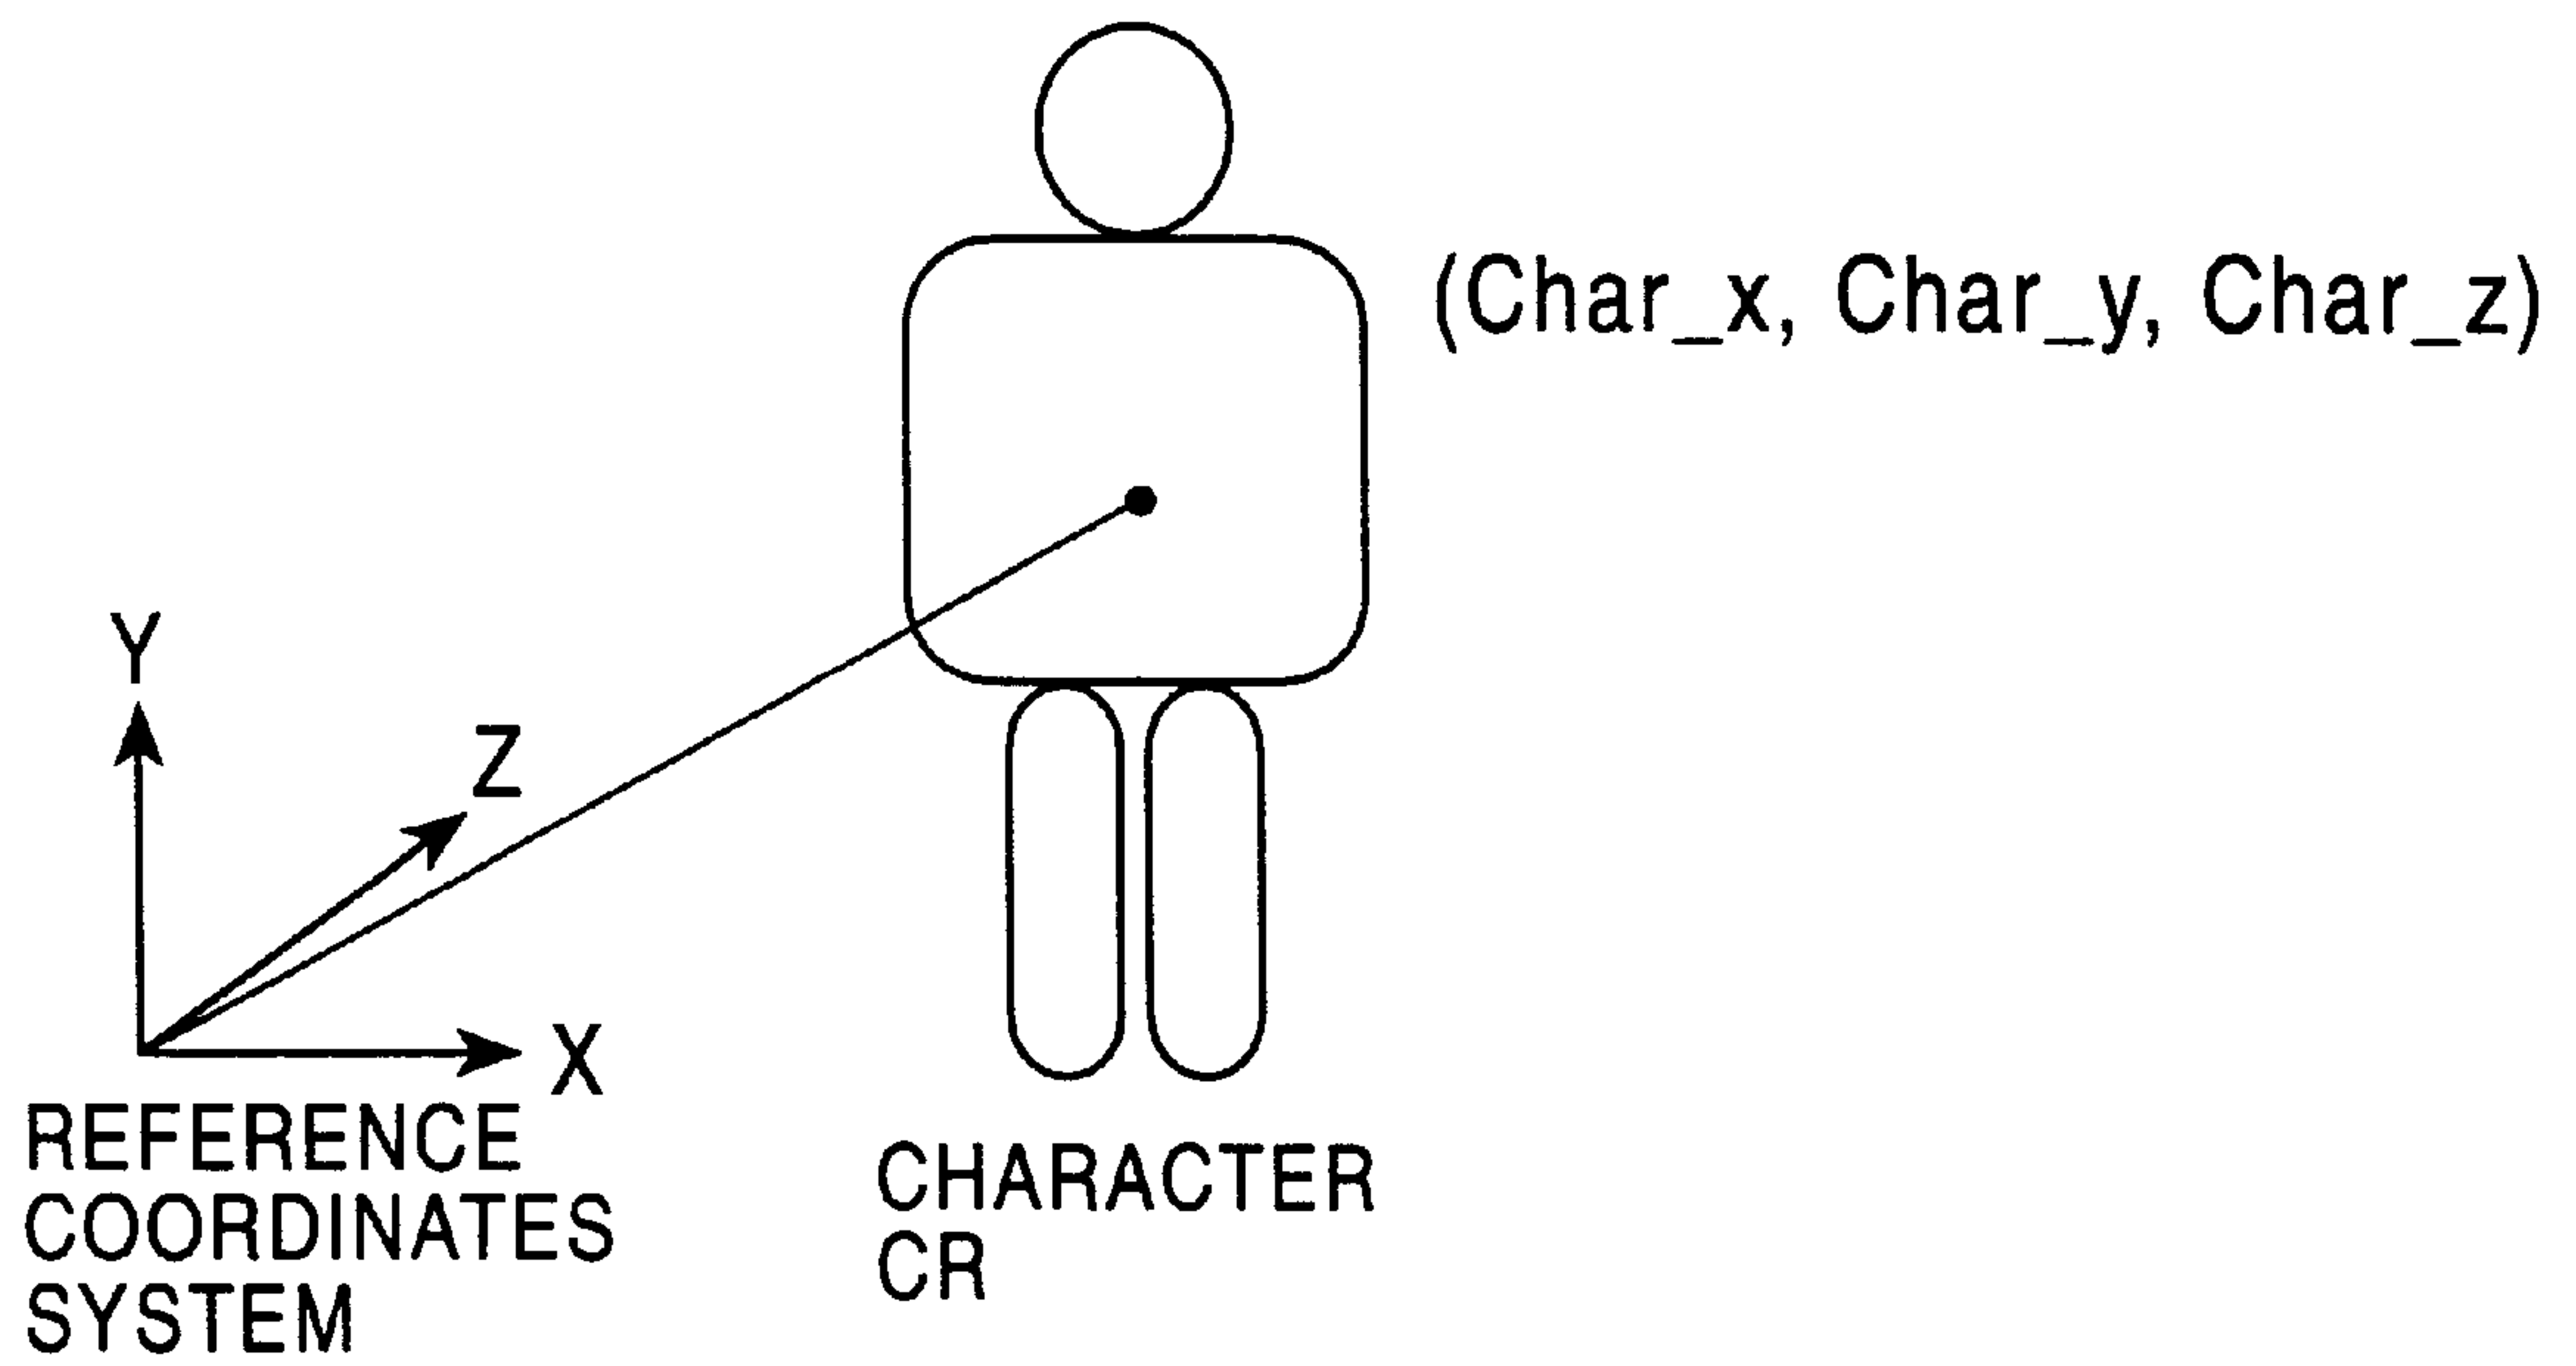 (Char_x, Char_y, Char_z)
Y
Z
X
REFERENCE
COORDINATES
SYSTEM
CHARACTER
CR